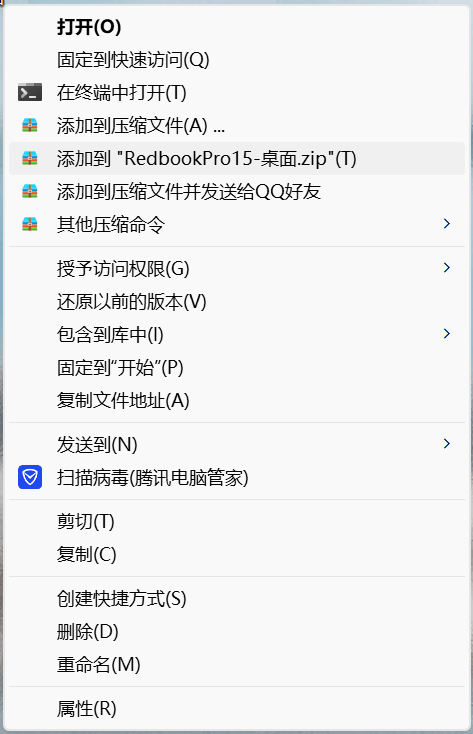 打开(O)
固定到快速访问(Q)
在终端中打开(T)
添加到压缩文件(A) ...
添加到 "RedbookPro15-桌面.zip"(T)
添加到压缩文件并发送给QQ好友
其他压缩命令
授予访问权限(G)
还原以前的版本(V)
包含到库中(I)
固定到“开始”(P)
复制文件地址(A)
发送到(N)
扫描病毒(腾讯电脑管家)
剪切(T)
复制(C)
创建快捷方式(S)
删除(D)
重命名(M)
属性(R)